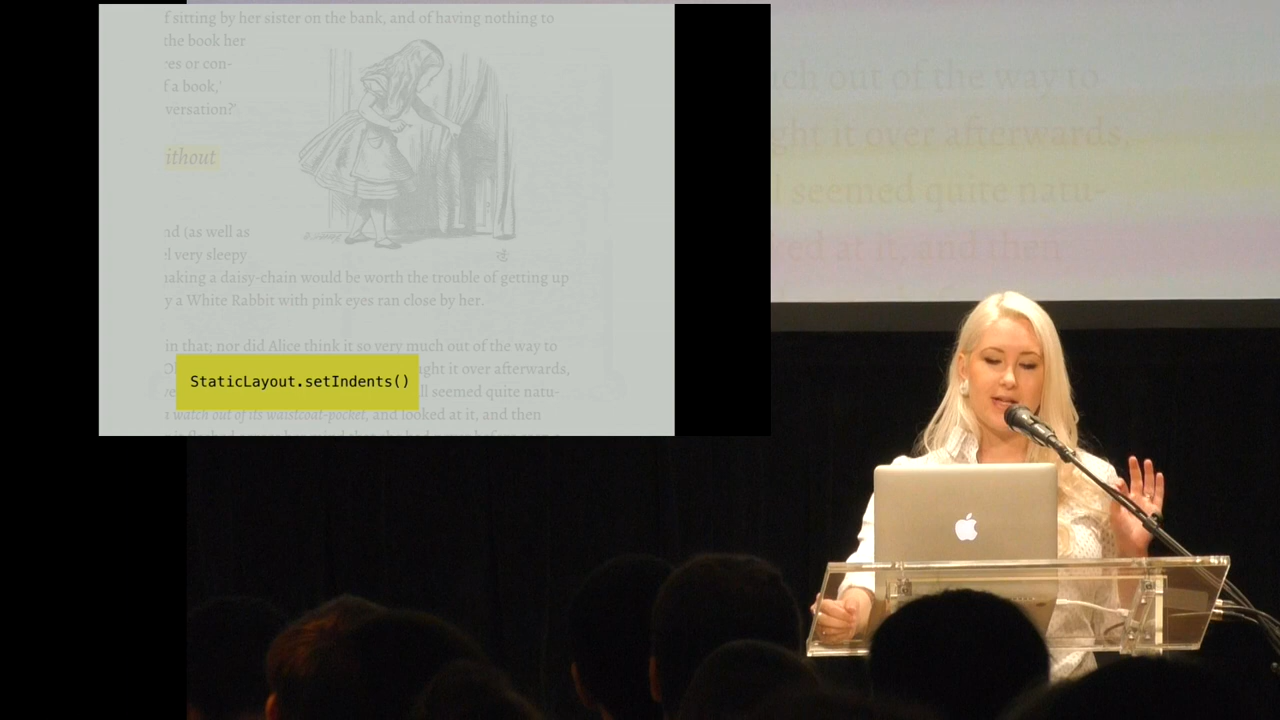 f sitting by her sister on the bank, and of having nothing to
the book her
res or con-
f a book,'
versation?'
ithout
nd (as well as
l very sleepy
naking a daisy-chain would be worth the trouble of getting up
y a White Rabbit with pink eyes ran close by her.
in that; nor did Alice think it so very much out of the way to
ght it over afterwards,
StaticLayout.setIndents()
ll seemed quite natu-
t watch out of its waistcoat-pocket, and looked at it, and then
ch out of the way to
ght it over afterwards,
l seemed quite natu-
ked at it, and then